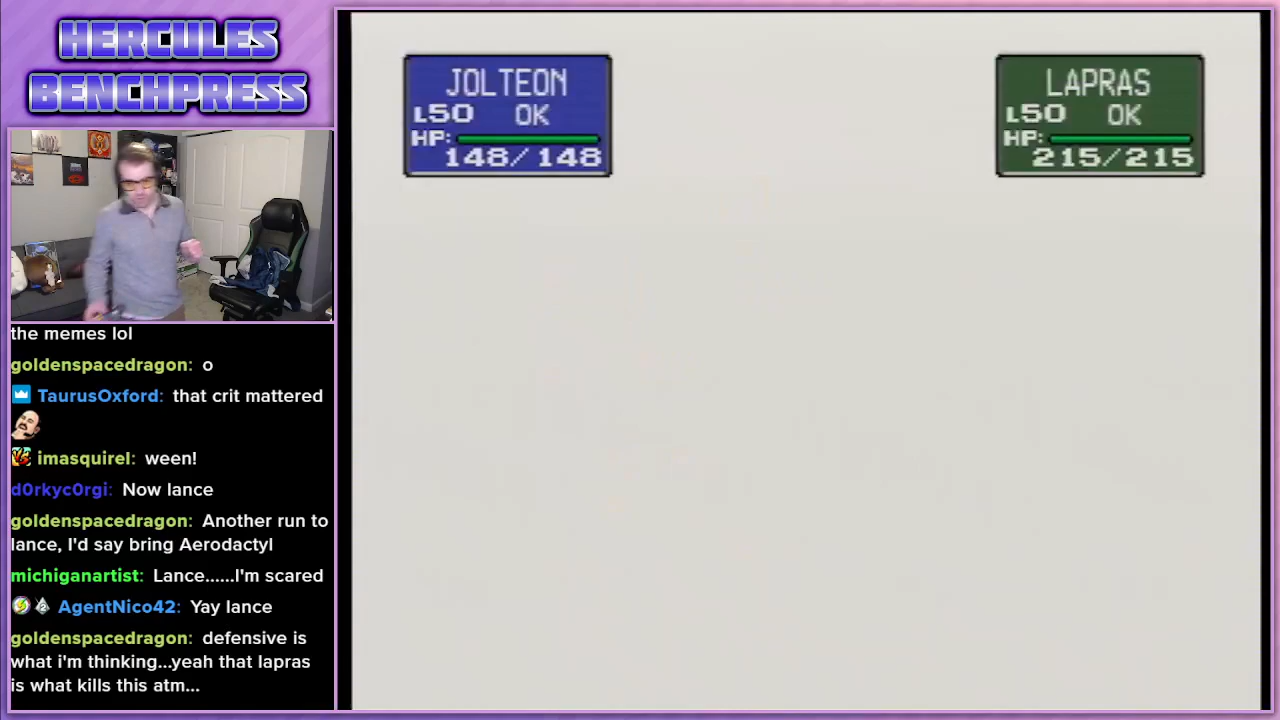 HERCULES
BENCHPRESS
JOLTEON
L50 OK
HP:
148/148
LAPRAS
L50 OK
HP:
215/215
the memes lol
goldenspacedragon: o
TaurusOxford: that crit mattered
imasquirel: ween!
d0rkyc0rgi: Now lance
goldenspacedragon: Another run to
lance, I'd say bring Aerodactyl
michiganartist: Lance......I'm scared
AgentNico42: Yay lance
goldenspacedragon: defensive is
what i'm thinking...yeah that lapras
is what kills this atm...